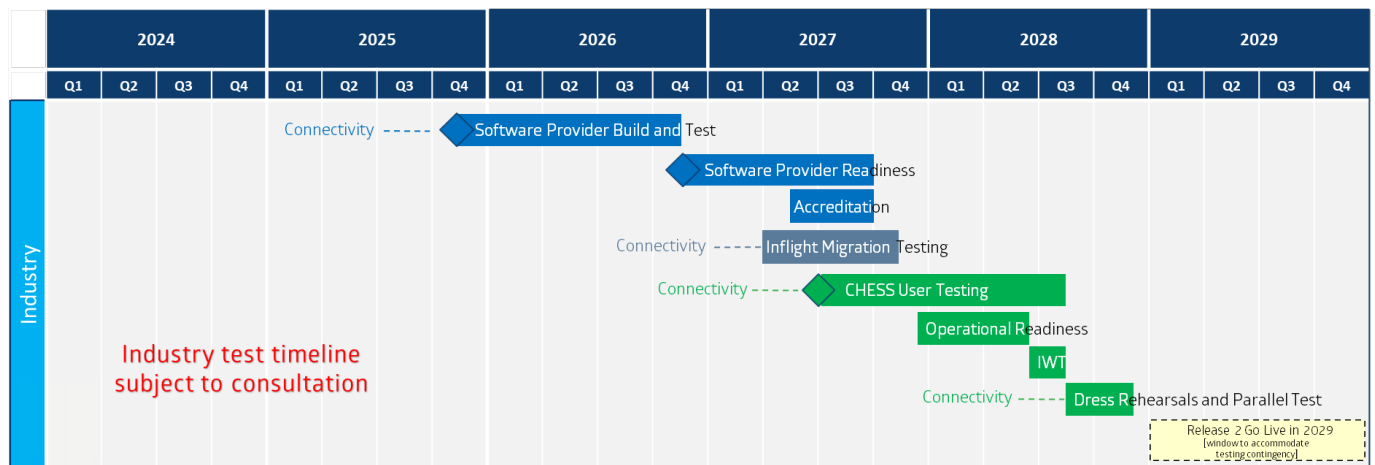 2024 2025 2026 2027 2028 2029
Q1 Q2 Q3 Q4 Q1 Q2 Q3 Q4 Q1 Q2 Q3 Q4 Q1 Q2 Q3 Q4 Q1 Q2 Q3 Q4 Q1 Q2 Q3 Q4
Industry
Connectivity Software Provider Build and Test
Software Provider Readiness
Accreditation
Connectivity Inflight Migration Testing
Connectivity CHESS User Testing
Operational Readiness
Industry test timeline
subject to consultation
IWT
Connectivity Dress Rehearsals and Parallel Test
Release 2 Go Live in 2029
[window to accommodate
testing contingency]